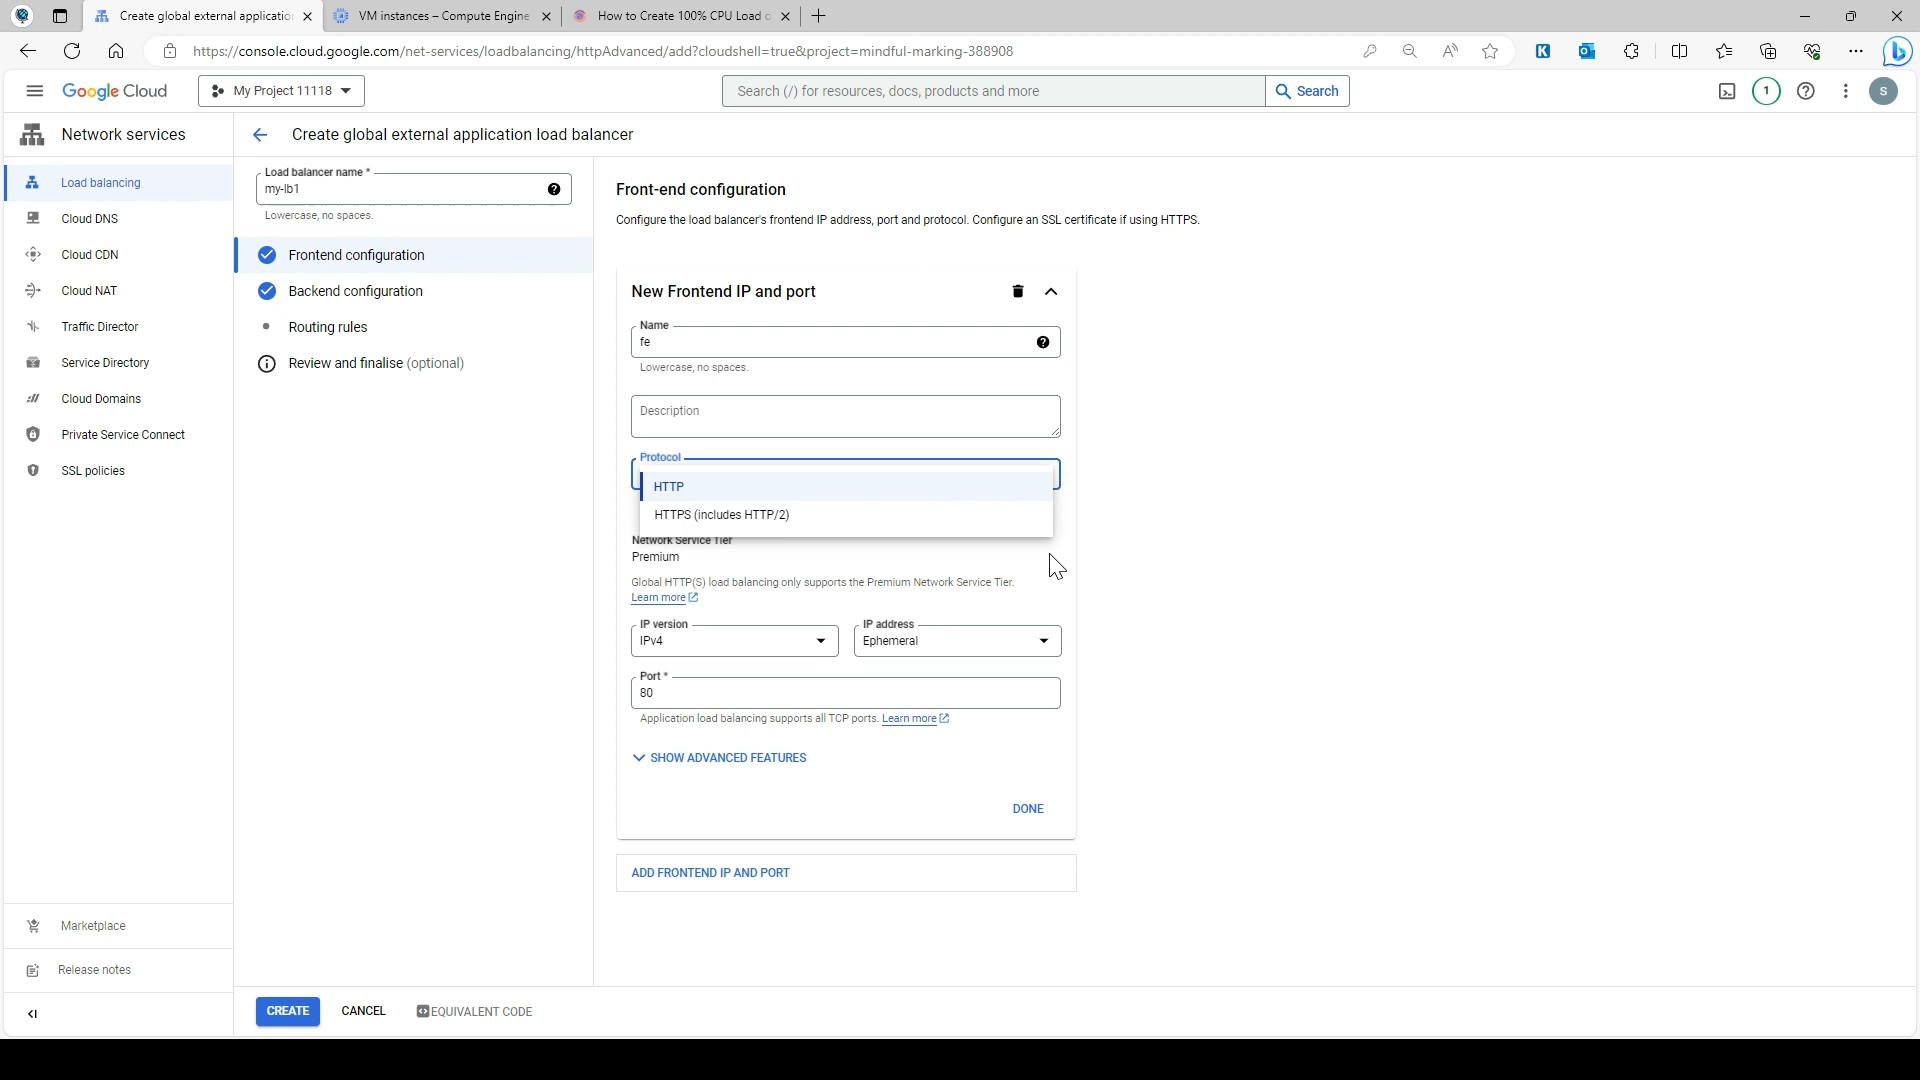 Create global external applicatio
VM instances – Compute Engine
How to Create 100% CPU Load o
https://console.cloud.google.com/net-services/loadbalancing/httpAdvanced/add?cloudshell=true&project=mindful-marking-388908
Google Cloud
My Project 11118
Search (/) for resources, docs, products and more
Search
1
S
Network services
Create global external application load balancer
Load balancing
Cloud DNS
Cloud CDN
Cloud NAT
Traffic Director
Service Directory
Cloud Domains
Private Service Connect
SSL policies
Marketplace
Release notes
Load balancer name *
my-lb1
Lowercase, no spaces.
Frontend configuration
Backend configuration
Routing rules
Review and finalise (optional)
Front-end configuration
Configure the load balancer's frontend IP address, port and protocol. Configure an SSL certificate if using HTTPS.
New Frontend IP and port
Name
fe
Lowercase, no spaces.
Description
Protocol
HTTP
HTTPS (includes HTTP/2)
Network Service Tier
Premium
Global HTTP(S) load balancing only supports the Premium Network Service Tier.
Learn more
IP version
IPv4
IP address
Ephemeral
Port *
80
Application load balancing supports all TCP ports. Learn more
SHOW ADVANCED FEATURES
DONE
ADD FRONTEND IP AND PORT
CREATE
CANCEL
EQUIVALENT CODE